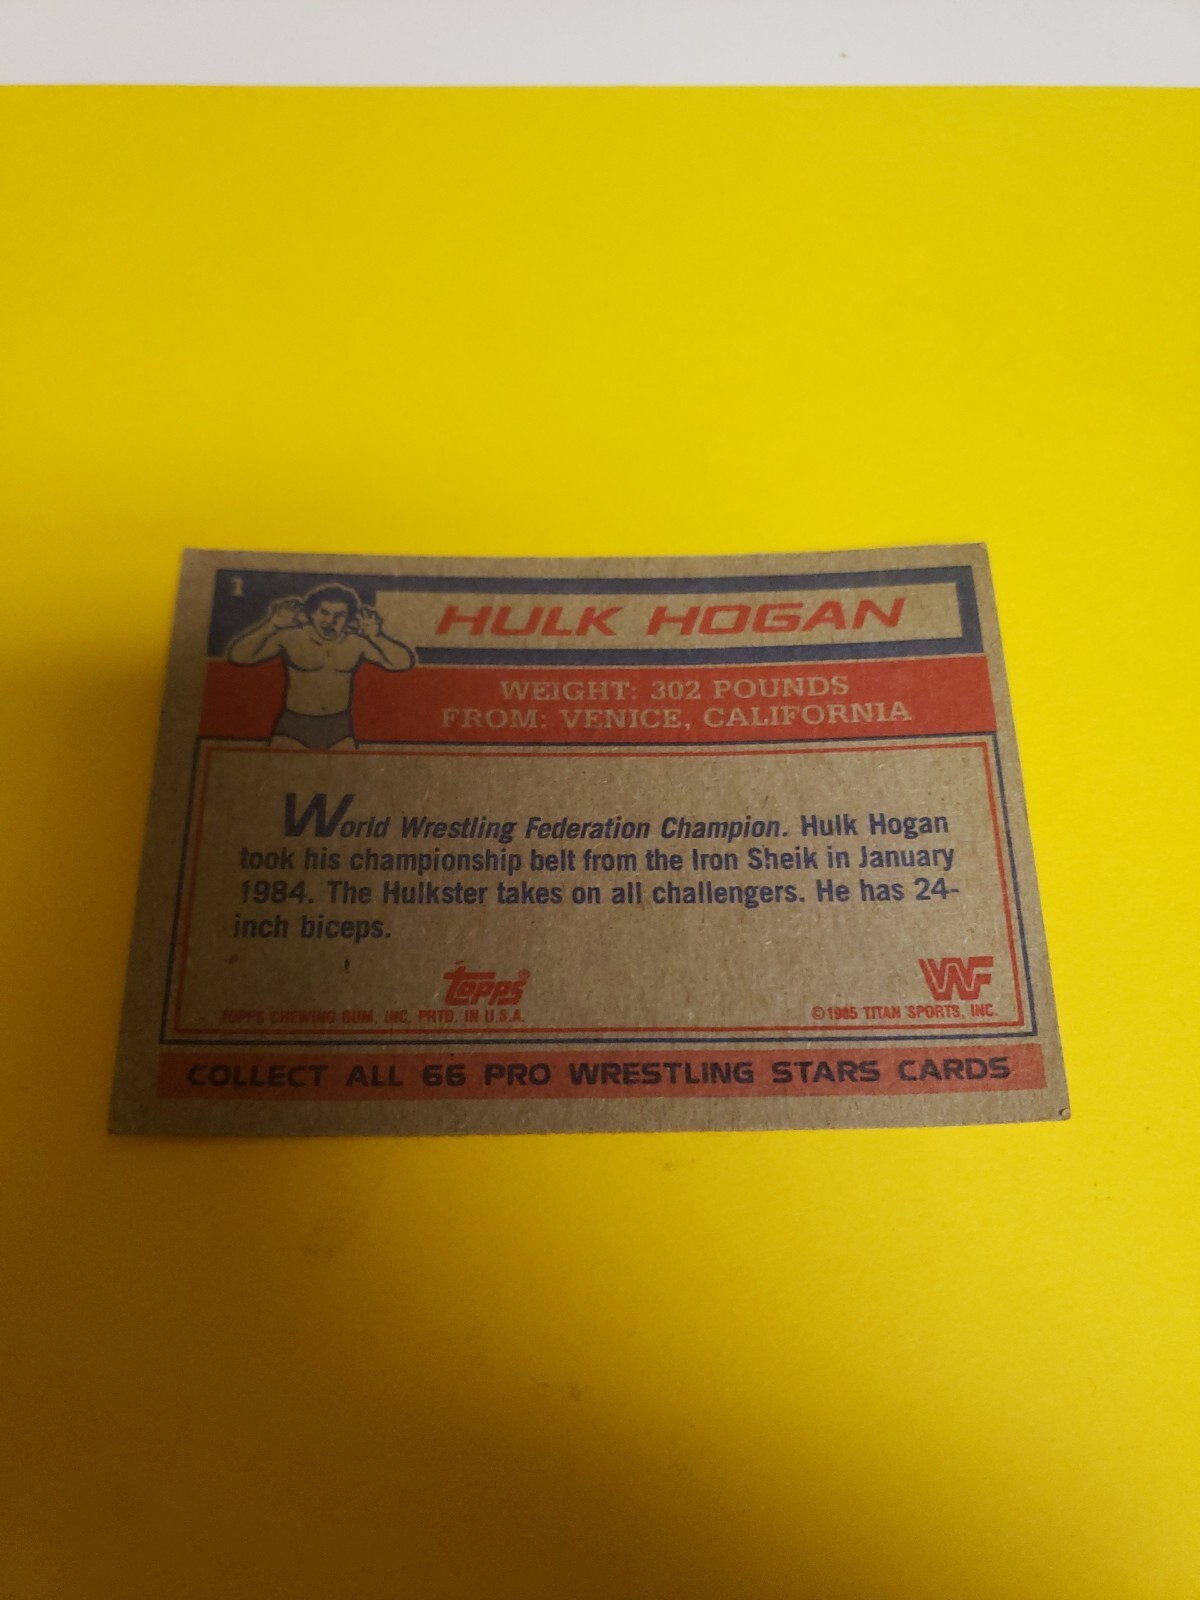 1
HULK HOGAN
WEIGHT: 302 POUNDS
FROM: VENICE, CALIFORNIA
World Wrestling Federation Champion. Hulk Hogan
took his championship belt from the Iron Sheik in January
1984. The Hulkster takes on all challengers. He has 24-
inch biceps.
topps®
WF
TOPPS CHEWING GUM, INC. PRTD. IN U.S.A.
©1985 TITAN SPORTS, INC.
COLLECT ALL 66 PRO WRESTLING STARS CARDS